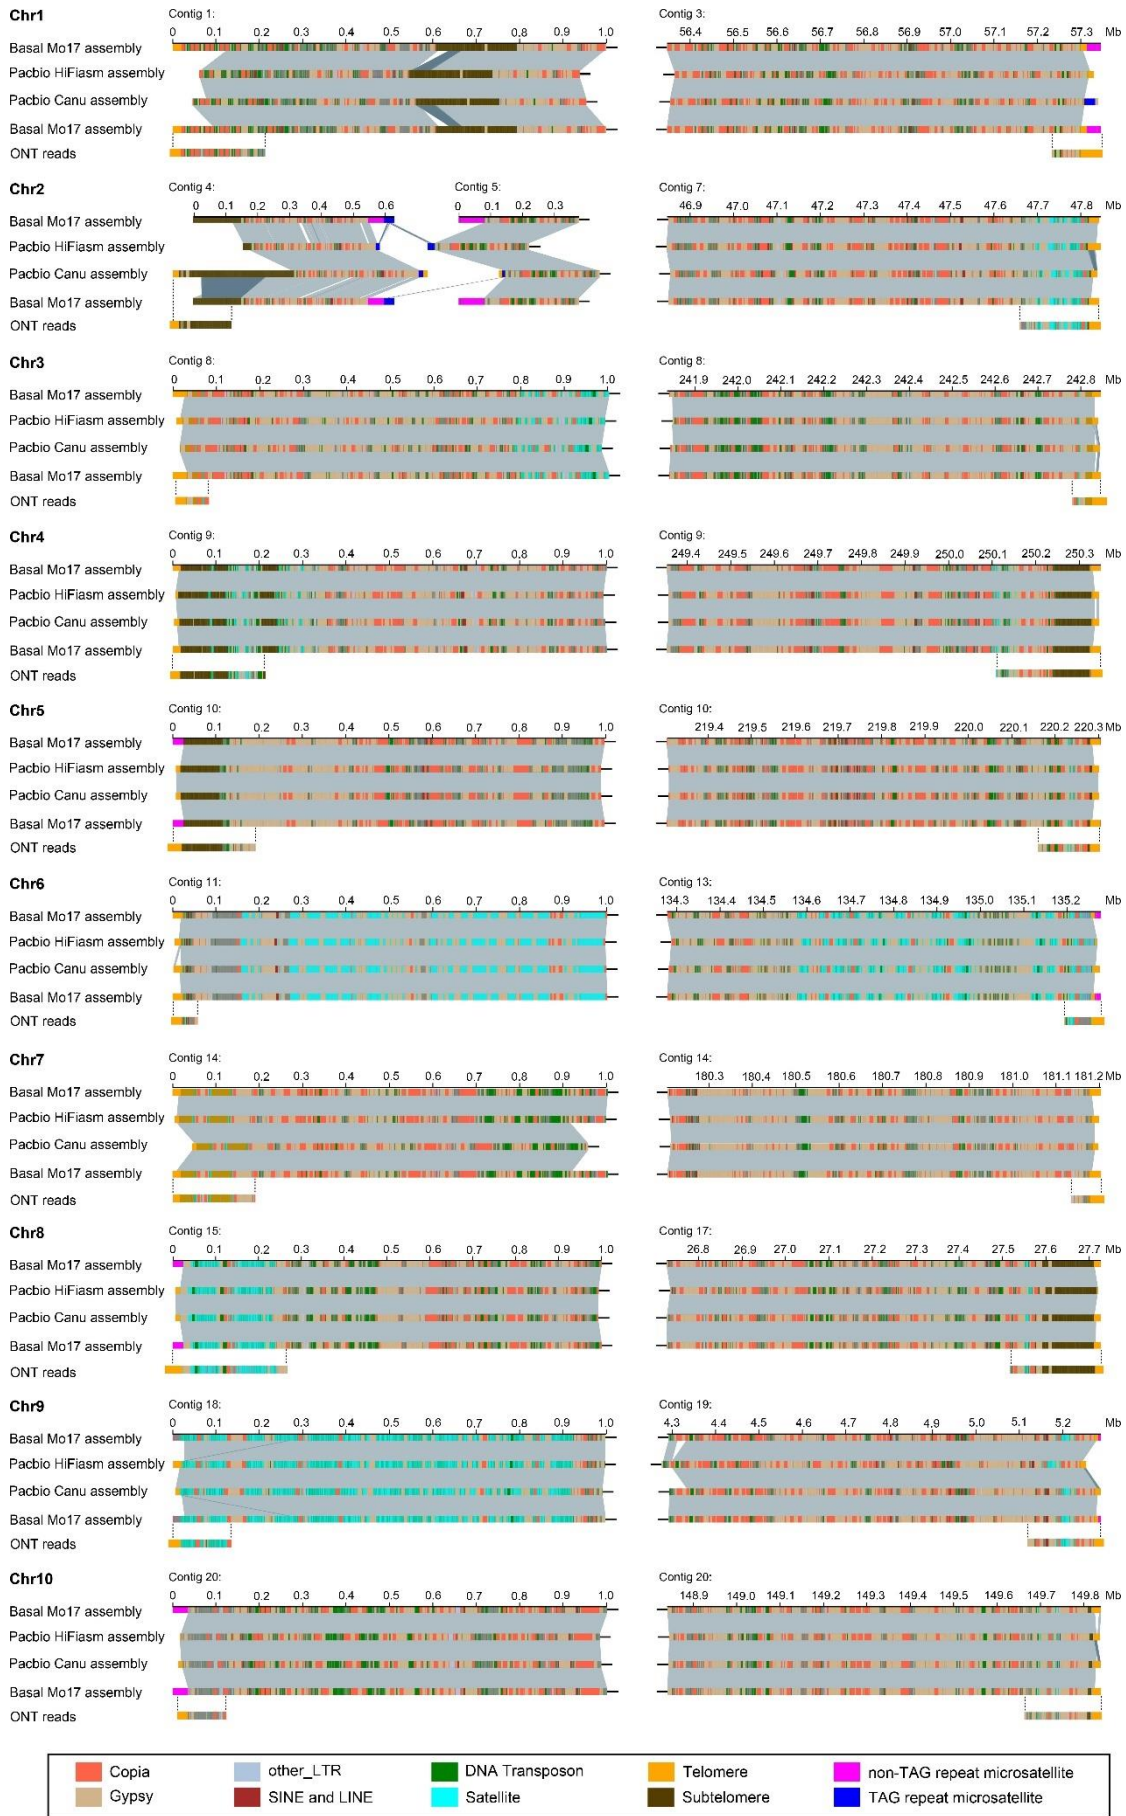 Chr1
Contig 1:
Contig 3:
0 0.1 0.2 0.3 0.4 0.5 0.6 0.7 0.8 0.9 1.0
56.4 56.5 56.6 56.7 56.8 56.9 57.0 57.1 57.2 57.3 Mb
Basal Mo17 assembly
Pacbio HiFiasm assembly
Pacbio Canu assembly
Basal Mo17 assembly
ONT reads
Chr2
Contig 4:
Contig 5:
Contig 7:
0 0.1 0.2 0.3 0.4 0.5 0.6
0 0.1 0.2 0.3
46.9 47.0 47.1 47.2 47.3 47.4 47.5 47.6 47.7 47.8 Mb
Basal Mo17 assembly
Pacbio HiFiasm assembly
Pacbio Canu assembly
Basal Mo17 assembly
ONT reads
Chr3
Contig 8:
Contig 8:
0 0.1 0.2 0.3 0.4 0.5 0.6 0.7 0.8 0.9 1.0
241.9 242.0 242.1 242.2 242.3 242.4 242.5 242.6 242.7 242.8 Mb
Basal Mo17 assembly
Pacbio HiFiasm assembly
Pacbio Canu assembly
Basal Mo17 assembly
ONT reads
Chr4
Contig 9:
Contig 9:
0 0.1 0.2 0.3 0.4 0.5 0.6 0.7 0.8 0.9 1.0
249.4 249.5 249.6 249.7 249.8 249.9 250.0 250.1 250.2 250.3 Mb
Basal Mo17 assembly
Pacbio HiFiasm assembly
Pacbio Canu assembly
Basal Mo17 assembly
ONT reads
Chr5
Contig 10:
Contig 10:
0 0.1 0.2 0.3 0.4 0.5 0.6 0.7 0.8 0.9 1.0
219.4 219.5 219.6 219.7 219.8 219.9 220.0 220.1 220.2 220.3 Mb
Basal Mo17 assembly
Pacbio HiFiasm assembly
Pacbio Canu assembly
Basal Mo17 assembly
ONT reads
Chr6
Contig 11:
Contig 13:
0 0.1 0.2 0.3 0.4 0.5 0.6 0.7 0.8 0.9 1.0
134.3 134.4 134.5 134.6 134.7 134.8 134.9 135.0 135.1 135.2 Mb
Basal Mo17 assembly
Pacbio HiFiasm assembly
Pacbio Canu assembly
Basal Mo17 assembly
ONT reads
Chr7
Contig 14:
Contig 14:
0 0.1 0.2 0.3 0.4 0.5 0.6 0.7 0.8 0.9 1.0
180.3 180.4 180.5 180.6 180.7 180.8 180.9 181.0 181.1 181.2 Mb
Basal Mo17 assembly
Pacbio HiFiasm assembly
Pacbio Canu assembly
Basal Mo17 assembly
ONT reads
Chr8
Contig 15:
Contig 17:
0 0.1 0.2 0.3 0.4 0.5 0.6 0.7 0.8 0.9 1.0
26.8 26.9 27.0 27.1 27.2 27.3 27.4 27.5 27.6 27.7 Mb
Basal Mo17 assembly
Pacbio HiFiasm assembly
Pacbio Canu assembly
Basal Mo17 assembly
ONT reads
Chr9
Contig 18:
Contig 19:
0 0.1 0.2 0.3 0.4 0.5 0.6 0.7 0.8 0.9 1.0
4.3 4.4 4.5 4.6 4.7 4.8 4.9 5.0 5.1 5.2 Mb
Basal Mo17 assembly
Pacbio HiFiasm assembly
Pacbio Canu assembly
Basal Mo17 assembly
ONT reads
Chr10
Contig 20:
Contig 20:
0 0.1 0.2 0.3 0.4 0.5 0.6 0.7 0.8 0.9 1.0
148.9 149.0 149.1 149.2 149.3 149.4 149.5 149.6 149.7 149.8 Mb
Basal Mo17 assembly
Pacbio HiFiasm assembly
Pacbio Canu assembly
Basal Mo17 assembly
ONT reads
Copia other_LTR DNA Transposon Telomere non-TAG repeat microsatellite
Gypsy SINE and LINE Satellite Subtelomere TAG repeat microsatellite